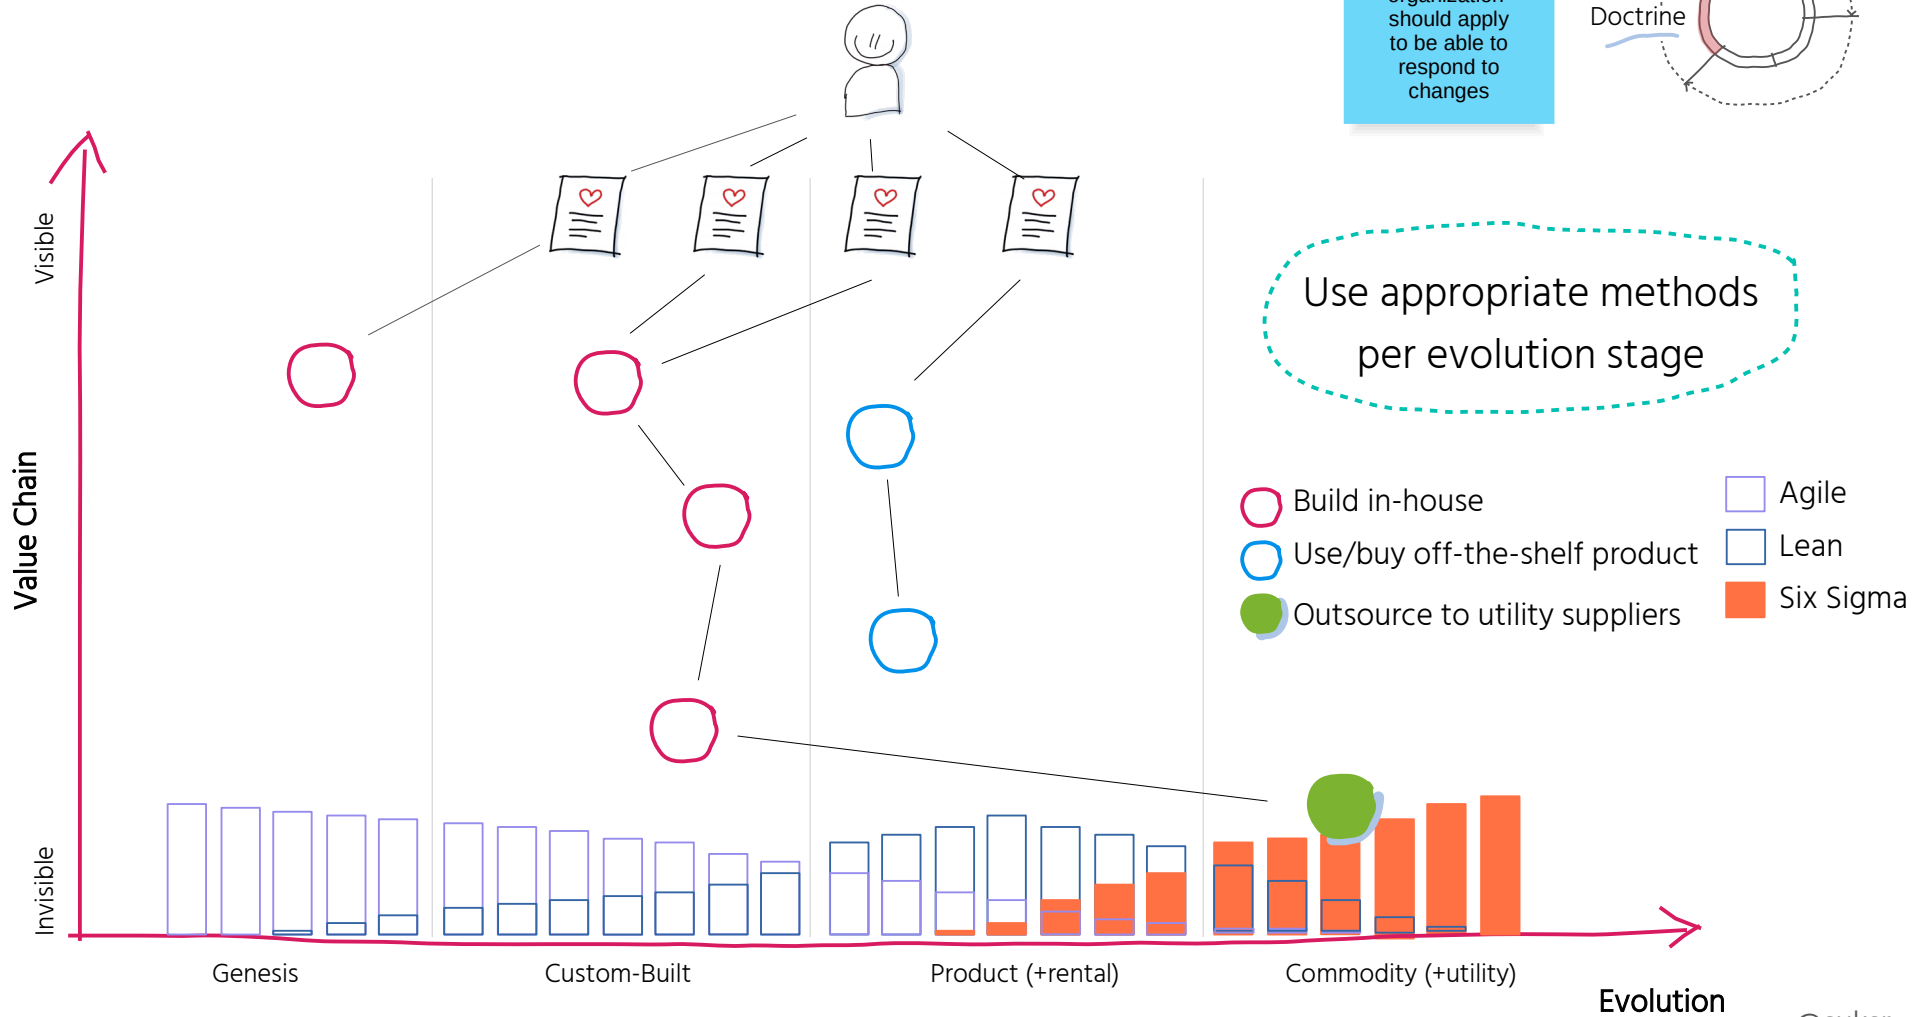 should apply
to be able to
respond to
changes
Doctrine
Visible
Value Chain
Invisible
Use appropriate methods
per evolution stage
Build in-house
Use/buy off-the-shelf product
Outsource to utility suppliers
Agile
Lean
Six Sigma
Genesis
Custom-Built
Product (+rental)
Commodity (+utility)
Evolution